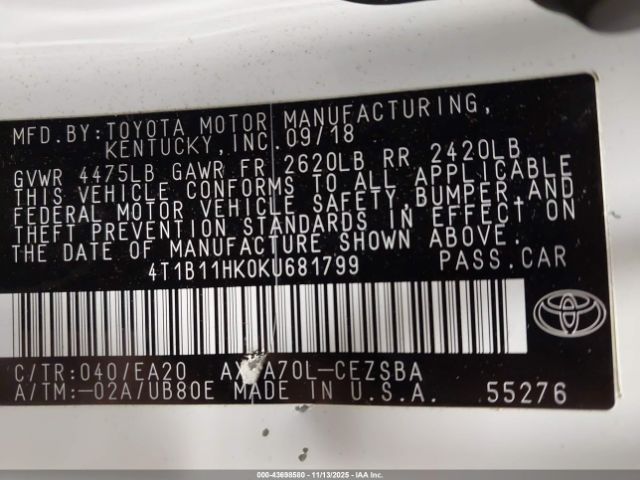 MFD. BY: TOYOTA MOTOR MANUFACTURING,
KENTUCKY, INC. 09/18
GVWR 4475LB GAWR FR 2620LB RR 2420LB
THIS VEHICLE CONFORMS TO ALL APPLICABLE
FEDERAL MOTOR VEHICLE SAFETY, BUMPER, AND
THEFT PREVENTION STANDARDS IN EFFECT ON
THE DATE OF MANUFACTURE SHOWN ABOVE.
4T1B11HK0KU681799 PASS. CAR
C/TR: 040/EA20 A70L-CEZSBA
A/TM: -02A/UB80E MADE IN U.S.A. 55276
000-43698560 - 11/13/2025 - IAA Inc.